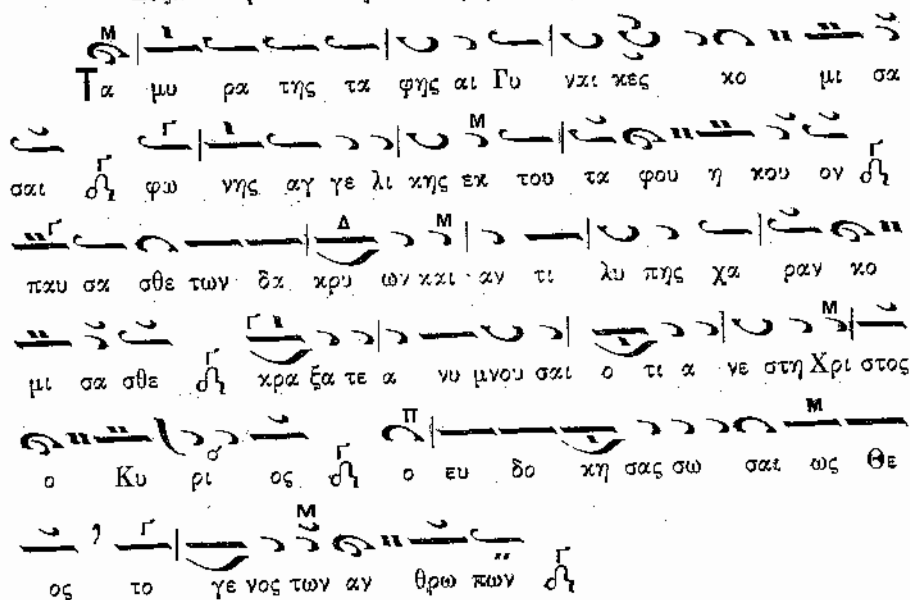 Τα μυ ρα της τα φης αι Γυ ναι κες κο μι σα
σαι φω νης αγ γε λι κης εκ του τα φου η κου ον
παυ σα σθε των δα κρυ ων και αν τι λυ πης χα ραν κο
μι σα σθε κρα ξα τε α νυ μνου σαι ο τι α νε στη Χρι στος
ο Κυ ρι ος ο ευ δο κη σας σω σαι ως Θε
ος το γε νος των αν θρω πων